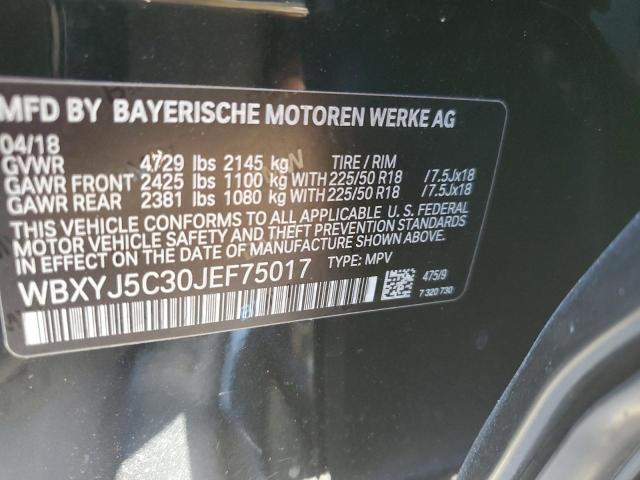 MFD BY BAYERISCHE MOTOREN WERKE AG
04/18
GVWR 4729 lbs 2145 kg TIRE / RIM
GAWR FRONT 2425 lbs 1100 kg WITH 225/50 R18 / 7.5Jx18
GAWR REAR 2381 lbs 1080 kg WITH 225/50 R18 / 7.5Jx18
THIS VEHICLE CONFORMS TO ALL APPLICABLE U. S. FEDERAL
MOTOR VEHICLE SAFETY AND THEFT PREVENTION STANDARDS
IN EFFECT ON THE DATE OF MANUFACTURE SHOWN ABOVE.
WBXYJ5C30JEF75017 TYPE: MPV
475/9
7 320 730